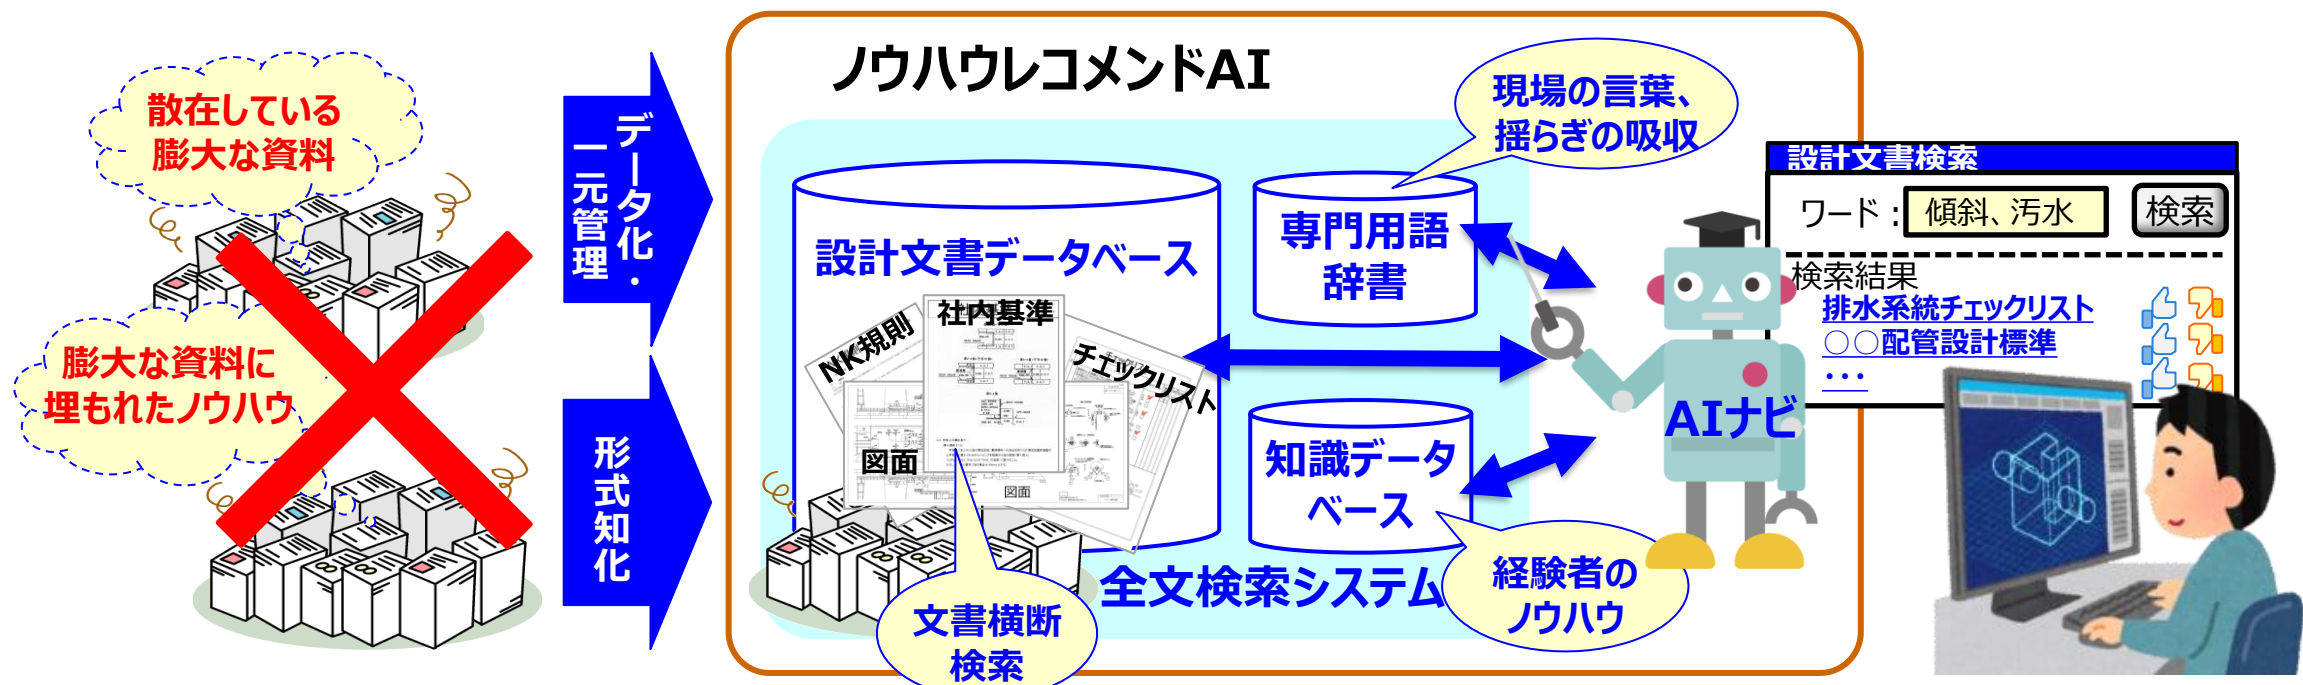 散在している
膨大な資料
膨大な資料に
埋もれたノウハウ
データ化・
一元管理
形式知化
ノウハウレコメンドAI
現場の言葉、
揺らぎの吸収
設計文書データベース
社内基準
NK規則
チェックリスト
図面
図面
専門用語
辞書
知識データ
ベース
全文検索システム
文書横断
検索
経験者の
ノウハウ
AIナビ
設計文書検索
ワード： 傾斜、汚水 検索
検索結果
排水系統チェックリスト
○○配管設計標準
・・・